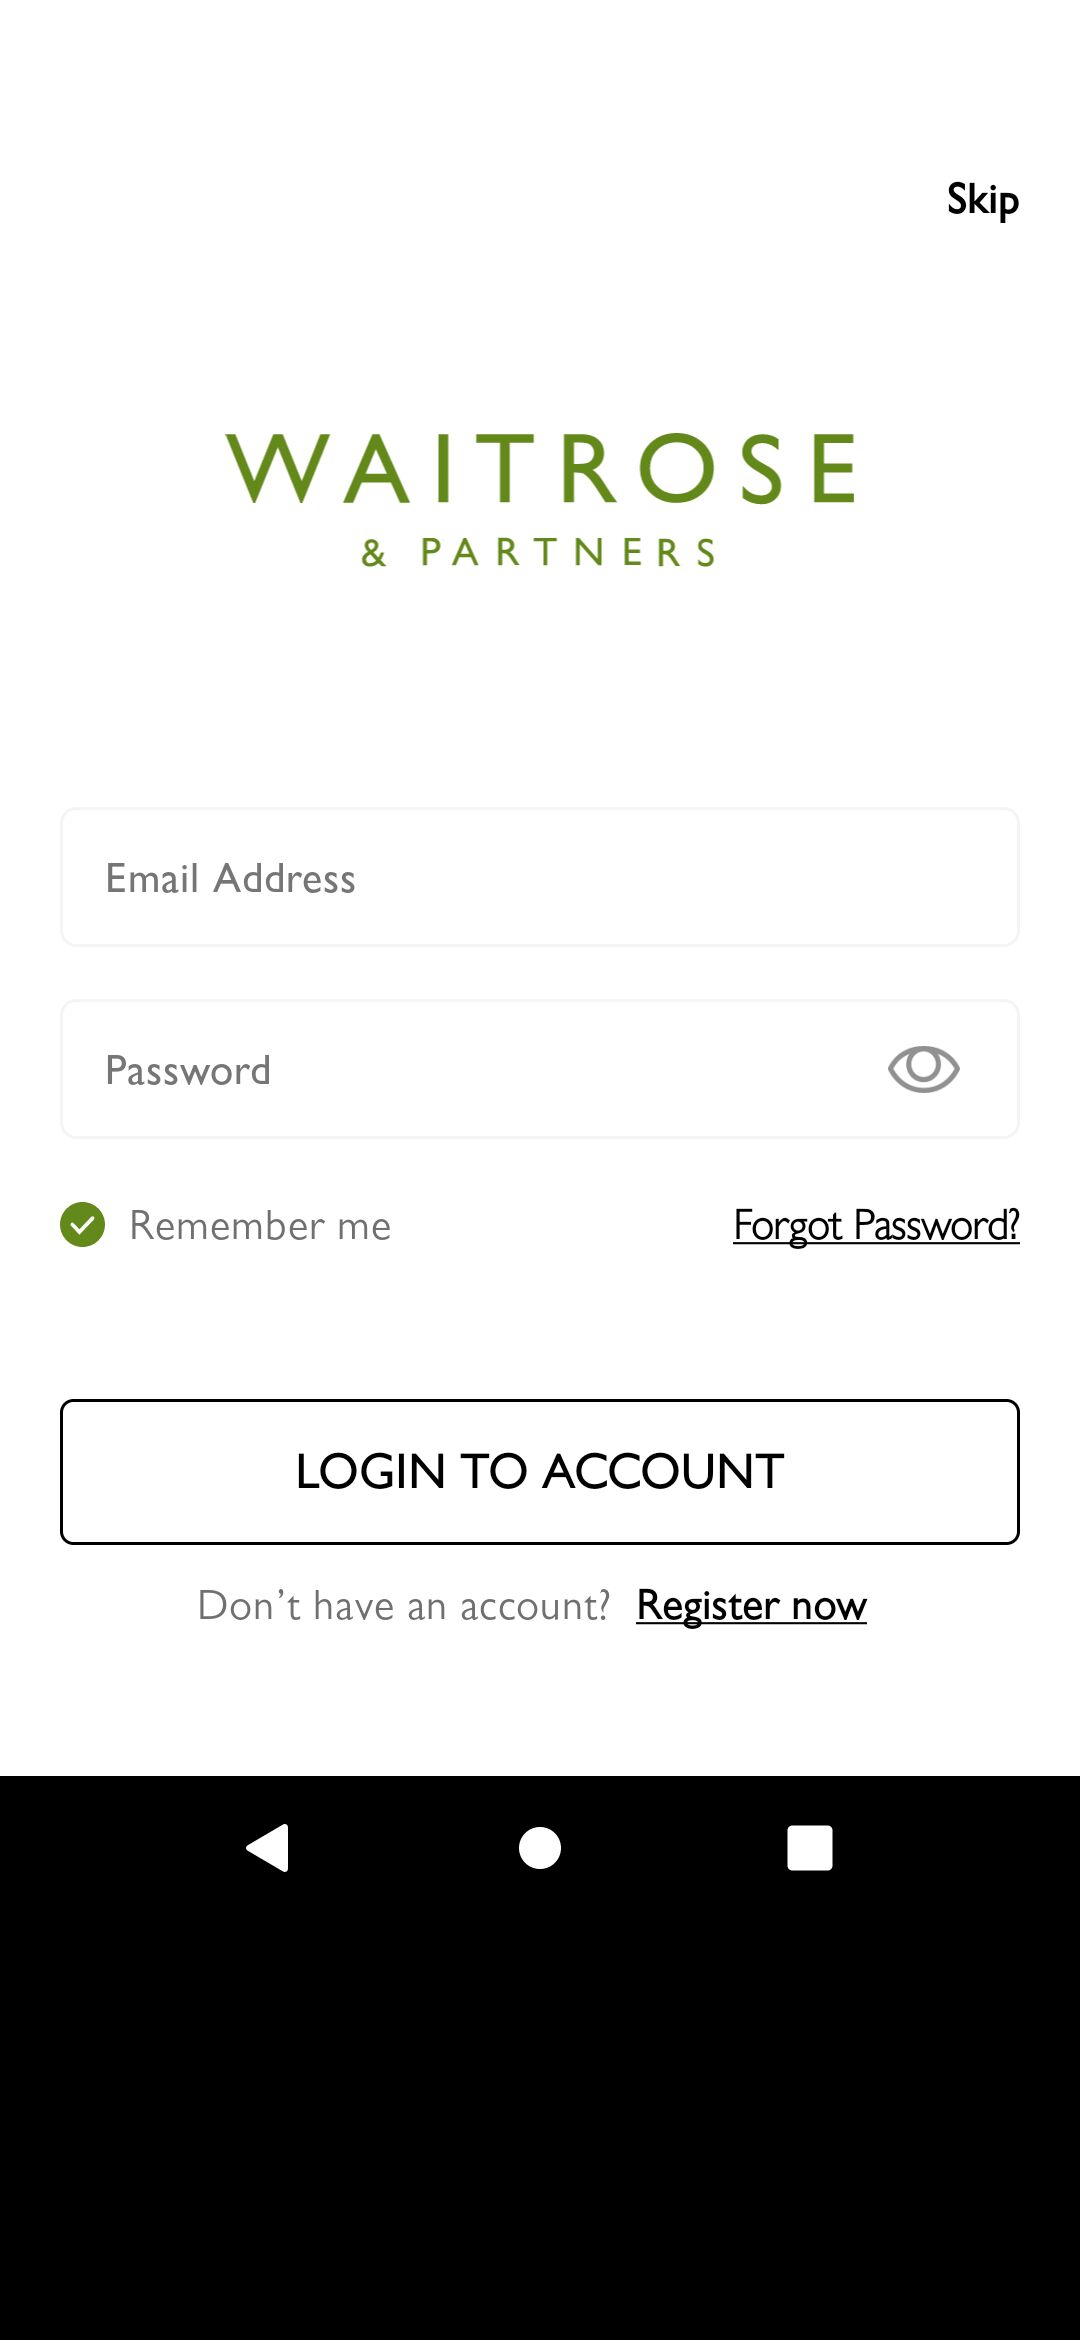 Skip
WAITROSE
& PARTNERS
Email Address
Password
Remember me
Forgot Password?
LOGIN TO ACCOUNT
Don’t have an account? Register now